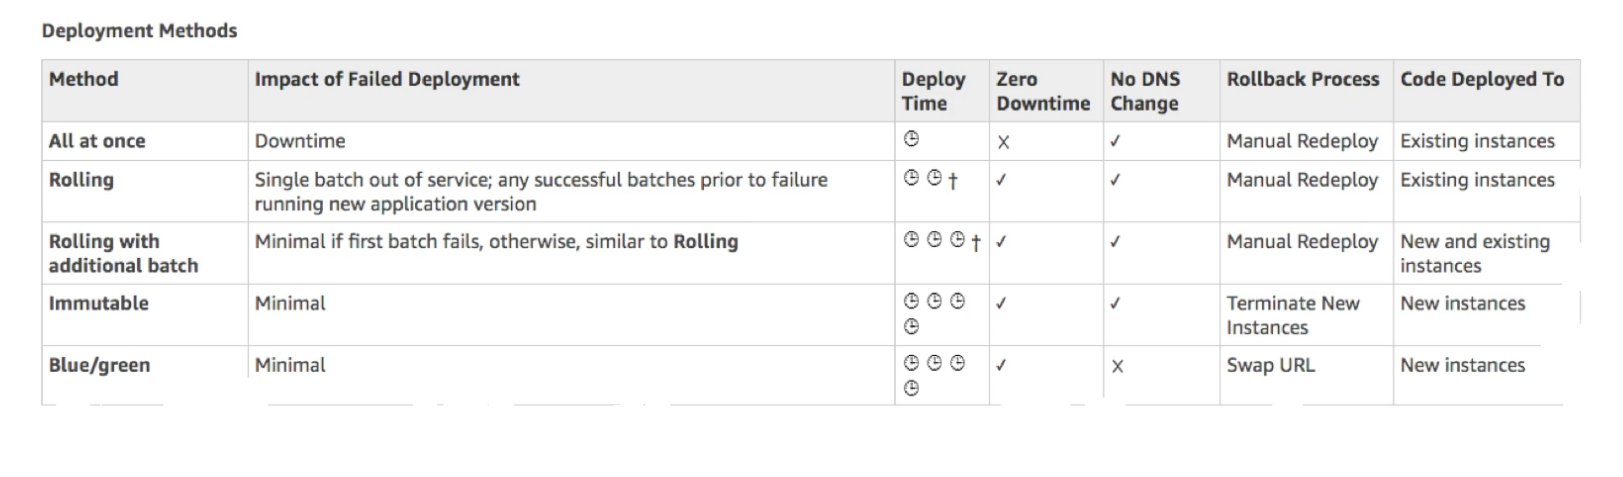 Deployment Methods
Method Impact of Failed Deployment Deploy Time Zero Downtime No DNS Change Rollback Process Code Deployed To
All at once Downtime 🕒 X ✓ Manual Redeploy Existing instances
Rolling Single batch out of service; any successful batches prior to failure running new application version 🕒 🕒 † ✓ ✓ Manual Redeploy Existing instances
Rolling with additional batch Minimal if first batch fails, otherwise, similar to Rolling 🕒 🕒 🕒 † ✓ ✓ Manual Redeploy New and existing instances
Immutable Minimal 🕒 🕒 🕒 🕒 ✓ ✓ Terminate New Instances New instances
Blue/green Minimal 🕒 🕒 🕒 🕒 ✓ X Swap URL New instances